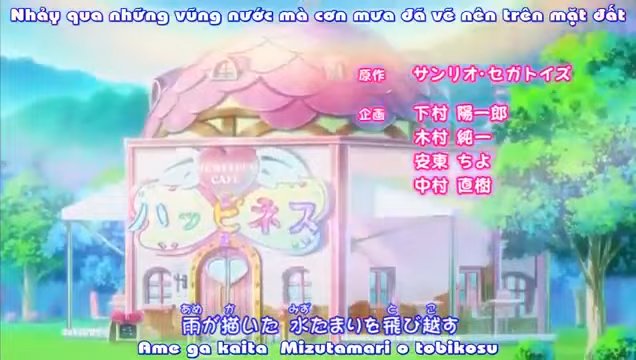 Nhảy qua những vũng nước mà cơn mưa đã vẽ nên trên mặt đất
原作 サンリオ・セガトイズ
企画 下村 陽一郎
木村 純一
安東 ちよ
中村 直樹
CAFE
ハッピネス
雨が描いた 水たまりを飛び越す
Ame ga kaita Mizutamari o tobikosu